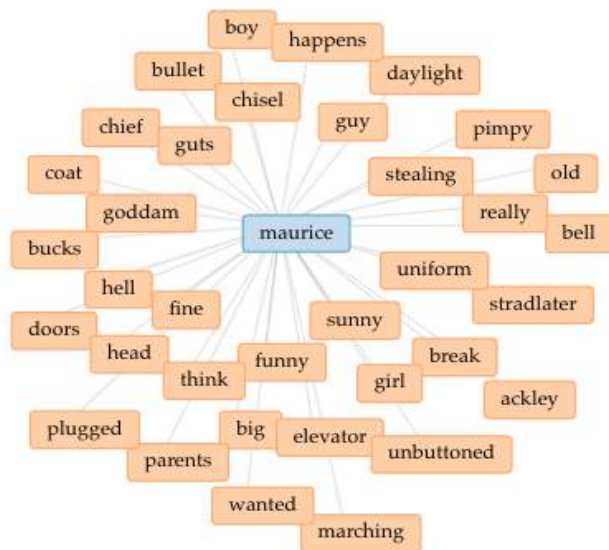 boy
happens
bullet
daylight
chisel
chief
guy
pimpy
guts
coat
stealing
old
goddam
really
maurice
bell
bucks
uniform
hell
fine
sunny
stradlater
doors
head
funny
break
think
girl
ackley
plugged
big
elevator
unbuttoned
parents
wanted
marching